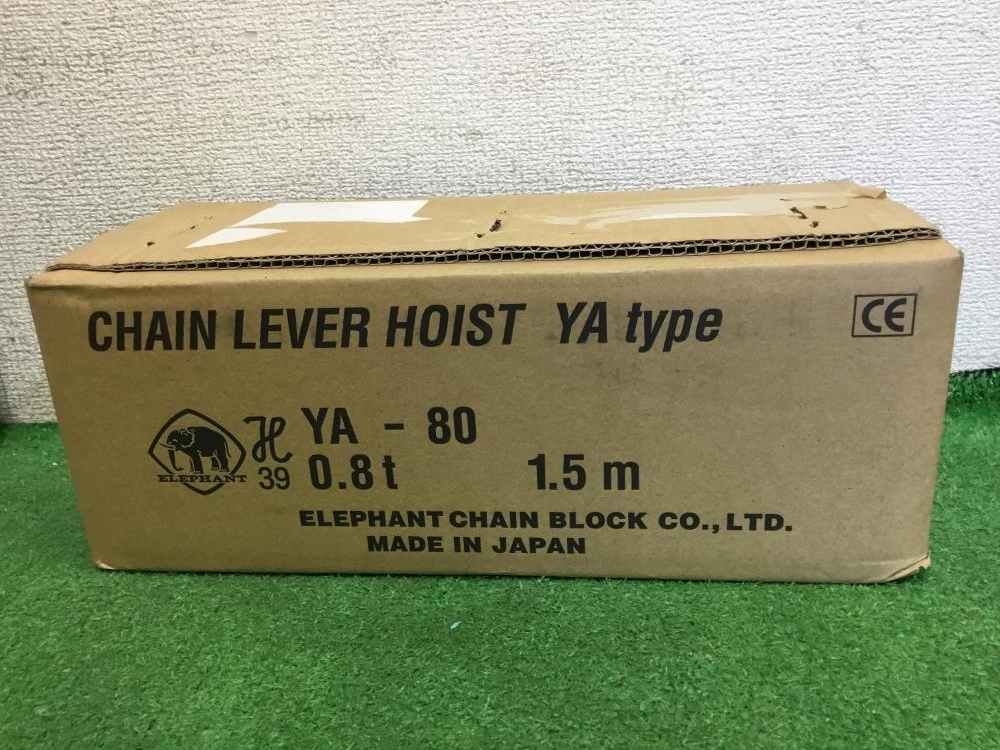 CHAIN LEVER HOIST YA type
CE
YA - 80
ELEPHANT
H
39
0.8t 1.5 m
ELEPHANT CHAIN BLOCK CO., LTD.
MADE IN JAPAN